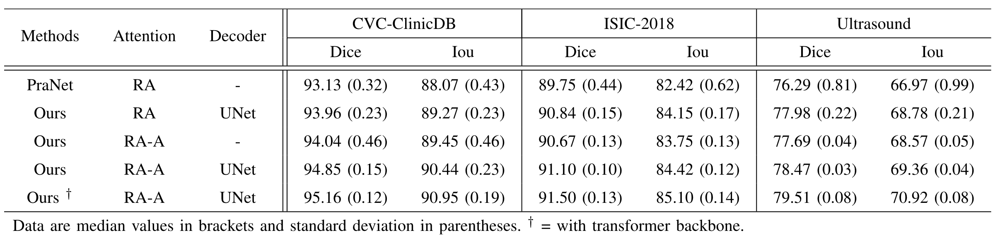 CVC-ClinicDB ISIC-2018 Ultrasound
Methods Attention Decoder
Dice Iou Dice Iou Dice Iou
PraNet RA - 93.13 (0.32) 88.07 (0.43) 89.75 (0.44) 82.42 (0.62) 76.29 (0.81) 66.97 (0.99)
Ours RA UNet 93.96 (0.23) 89.27 (0.23) 90.84 (0.15) 84.15 (0.17) 77.98 (0.22) 68.78 (0.21)
Ours RA-A - 94.04 (0.46) 89.45 (0.46) 90.67 (0.13) 83.75 (0.13) 77.69 (0.04) 68.57 (0.05)
Ours RA-A UNet 94.85 (0.15) 90.44 (0.23) 91.10 (0.10) 84.42 (0.12) 78.47 (0.03) 69.36 (0.04)
Ours † RA-A UNet 95.16 (0.12) 90.95 (0.19) 91.50 (0.13) 85.10 (0.14) 79.51 (0.08) 70.92 (0.08)
Data are median values in brackets and standard deviation in parentheses. † = with transformer backbone.